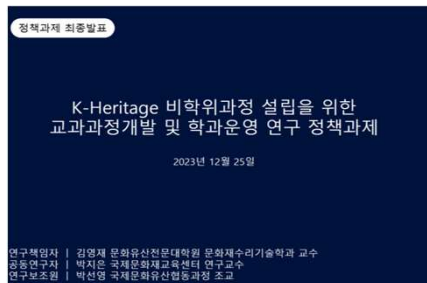 정책과제 최종발표
K-Heritage 비학위과정 설립을 위한
교과과정개발 및 학과운영 연구 정책과제
2023년 12월 25일
연구책임자 | 김영재 문화유산전문대학원 문화재수리기술학과 교수
공동연구자 | 박지은 국제문화재교육센터 연구교수
연구보조원 | 박선영 국제문화유산협동과정 조교